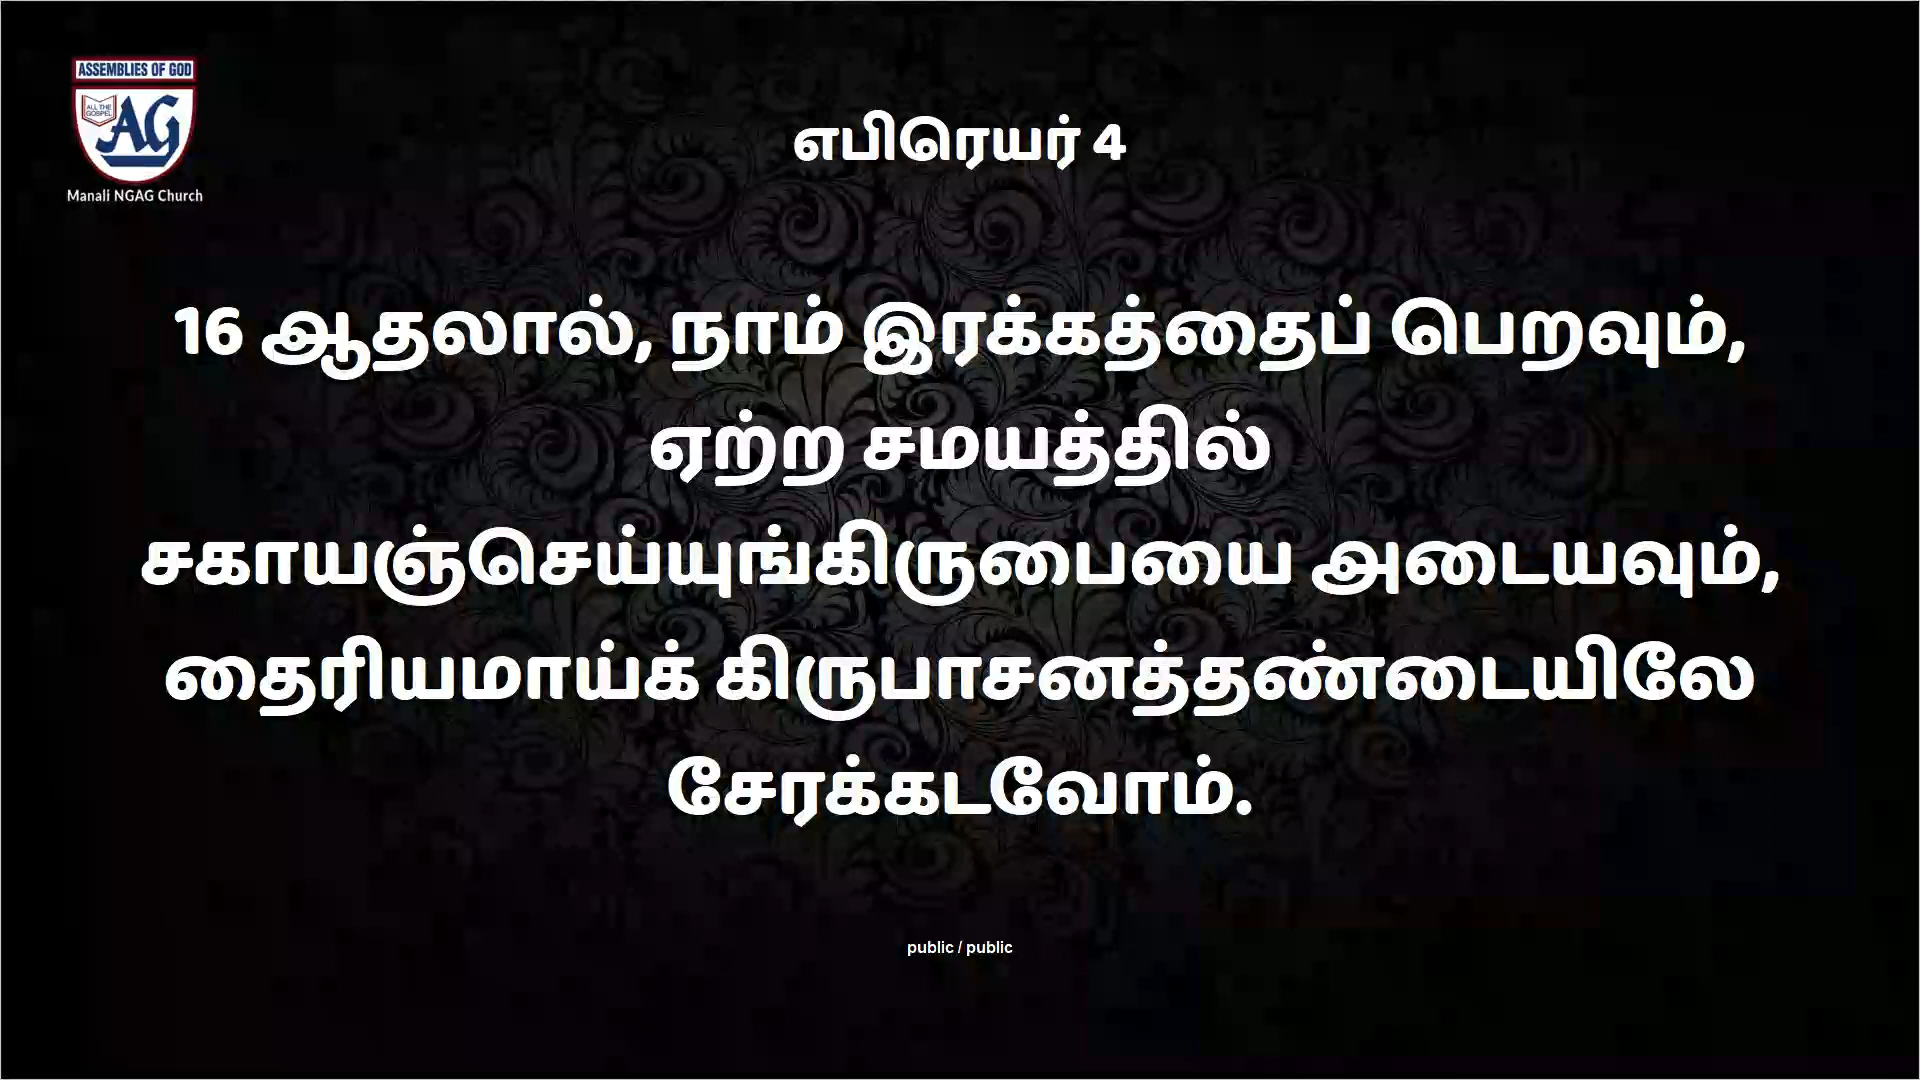 ASSEMBLIES OF GOD
ALL THE
GOSPEL
AG
Manali NGAG Church
எபிரெயர் 4
16 ஆதலால், நாம் இரக்கத்தைப் பெறவும்,
ஏற்ற சமயத்தில்
சகாயஞ்செய்யுங்கிருபையை அடையவும்,
தைரியமாய்க் கிருபாசனத்தண்டையிலே
சேரக்கடவோம்.
public / public